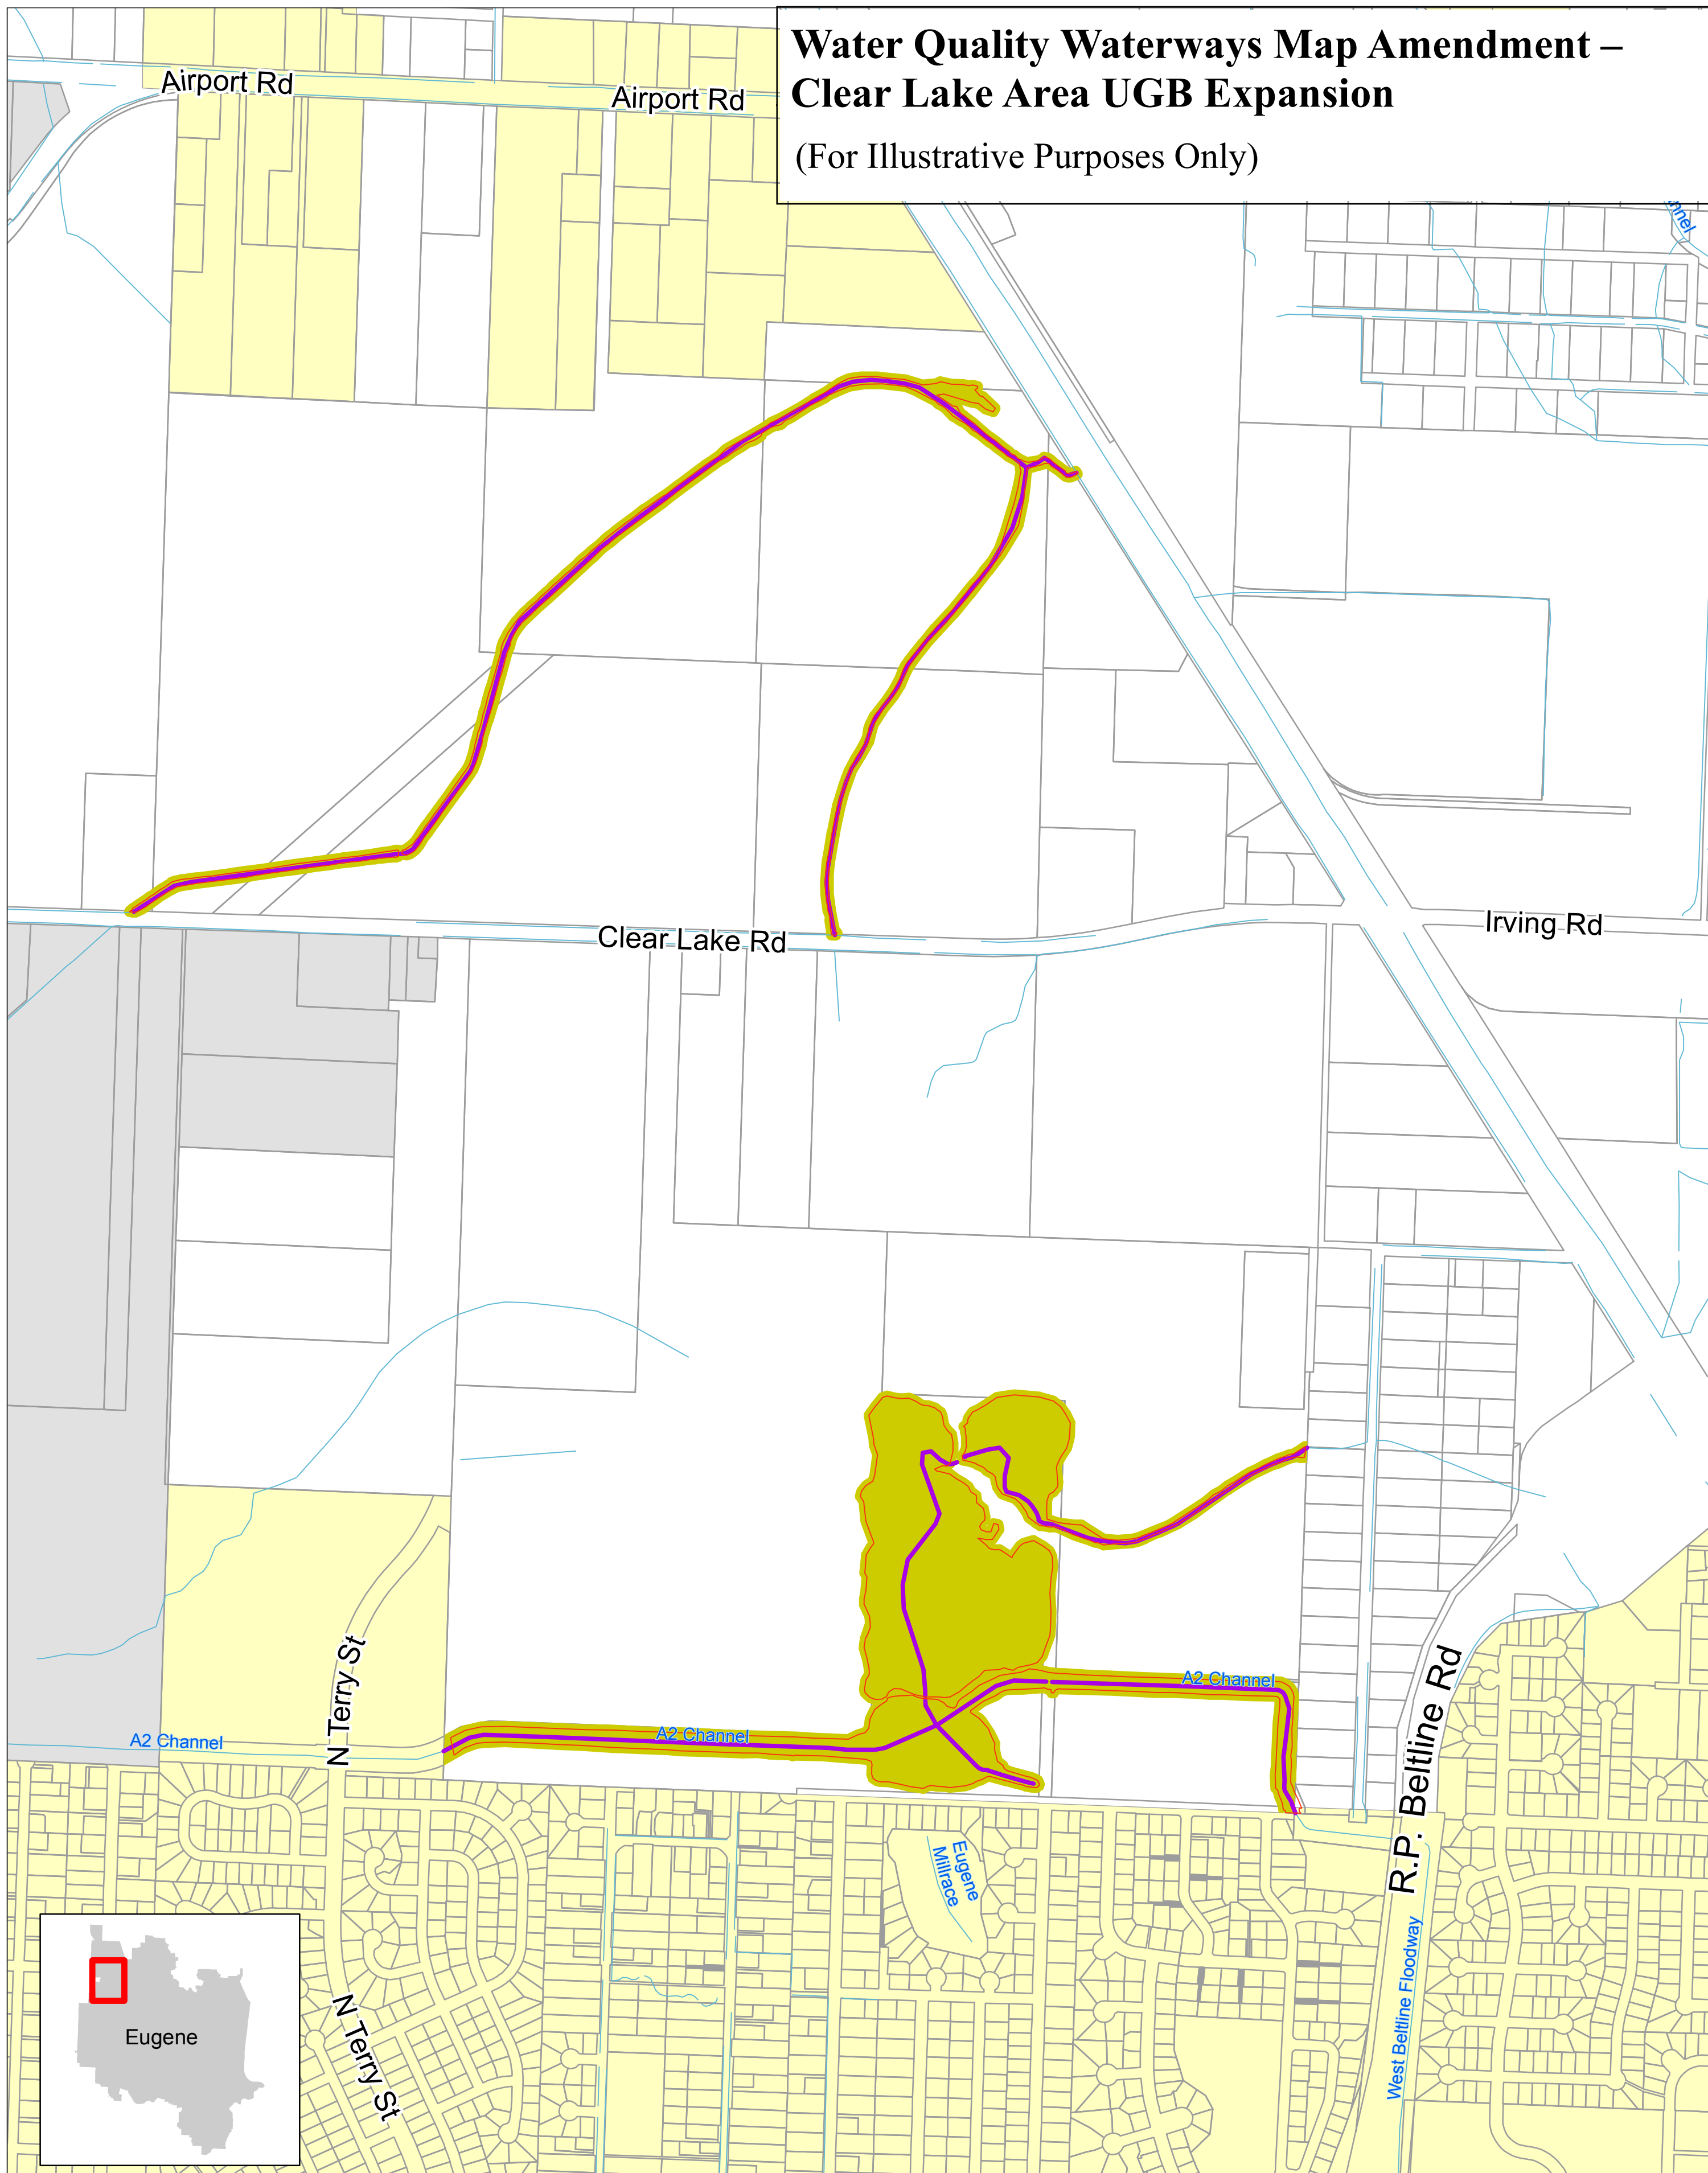 Water Quality Waterways Map Amendment –
Clear Lake Area UGB Expansion
(For Illustrative Purposes Only)
Airport Rd
Airport Rd
nnel
Clear Lake Rd
Irving Rd
N Terry St
A2 Channel
A2 Channel
A2 Channel
R.P. Beltline Rd
Eugene
Millrace
West Beltline Floodway
N Terry St
Eugene